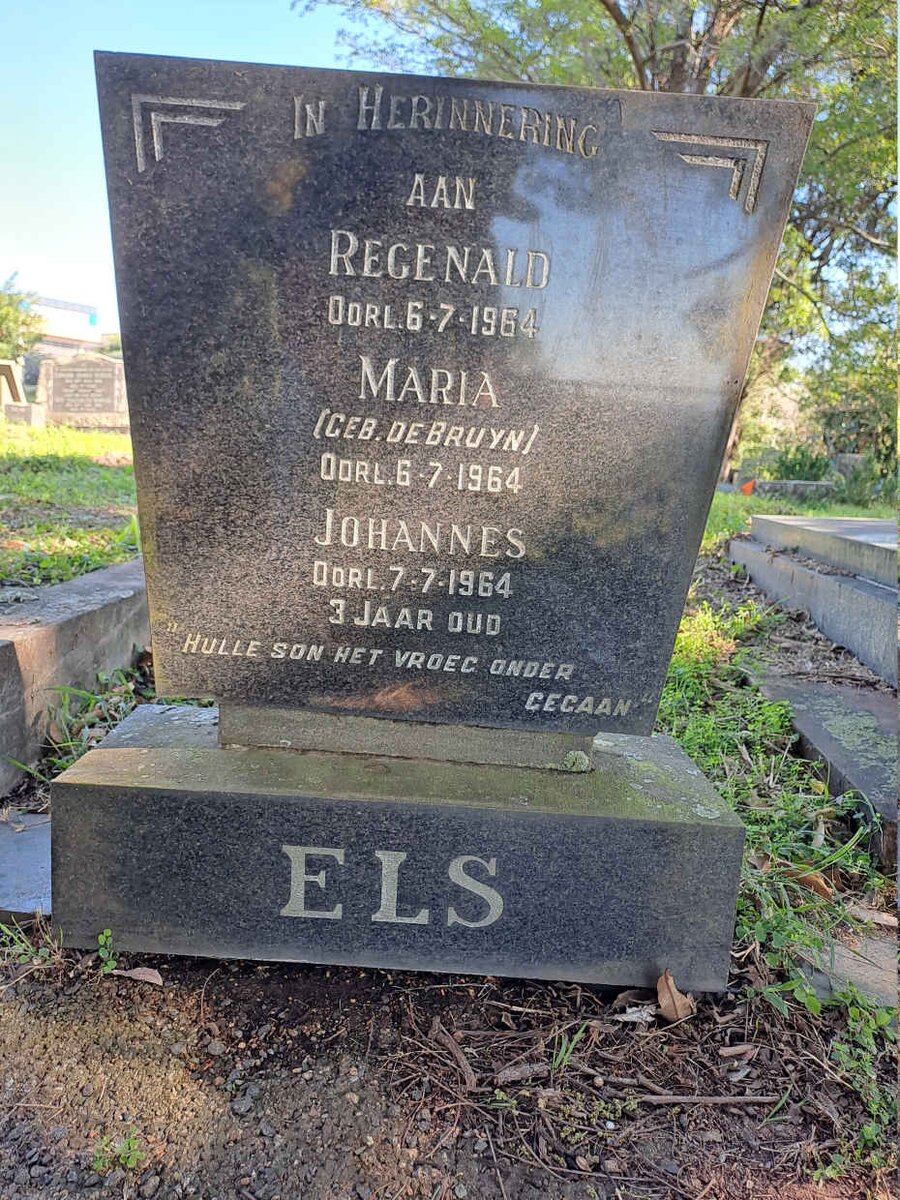 IN HERINNERING
AAN
REGENALD
OORL. 6-7-1964
MARIA
(GEB. DE BRUYN)
OORL. 6-7-1964
JOHANNES
OORL. 7-7-1964
3 JAAR OUD
"HULLE SON HET VROEG ONDER
GEGAAN"
ELS